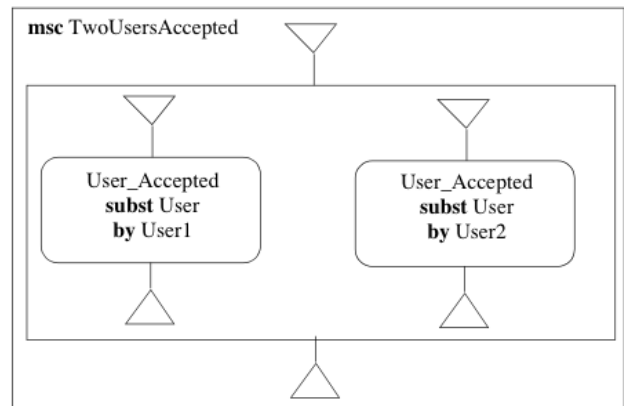 msc TwoUsersAccepted
User_Accepted
subst User
by User1
User_Accepted
subst User
by User2